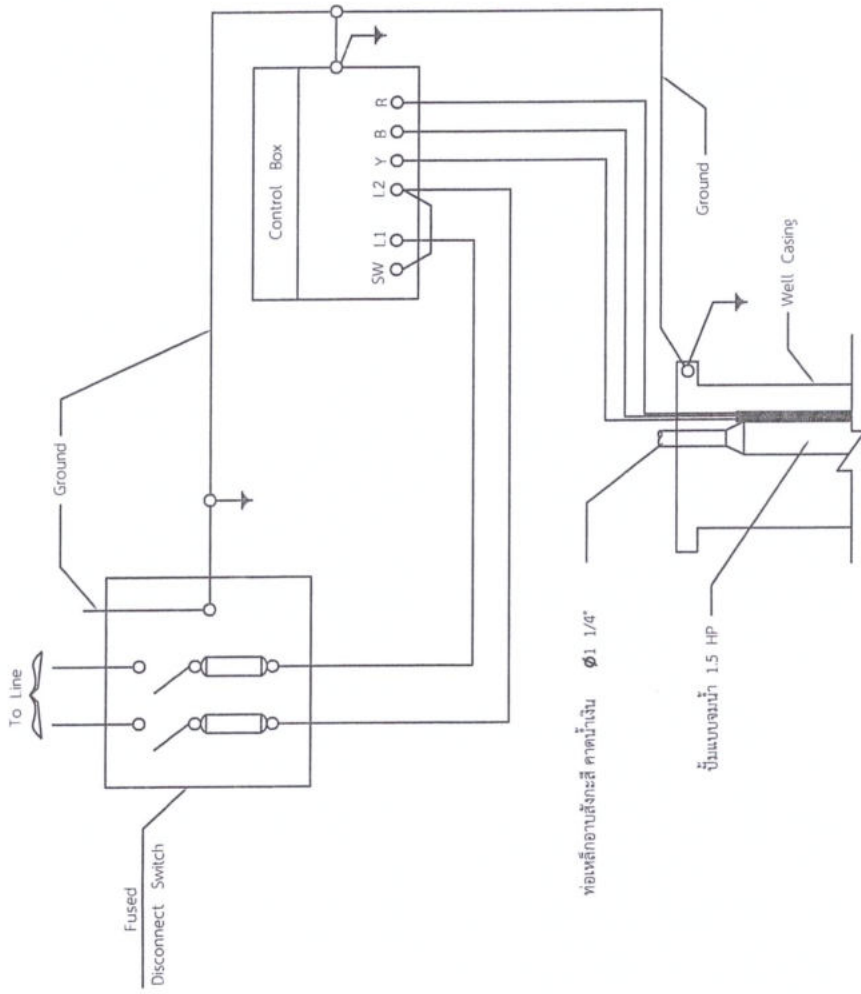 To Line
Ground
Fused
Disconnect Switch
Control Box
SW L1 L2 Y B R
Ground
Well Casing
ท่อเหล็กอาบสังกะสี คาดน้ำเงิน Ø1 1/4"
ปั๊มแบบจมน้ำ 1.5 HP